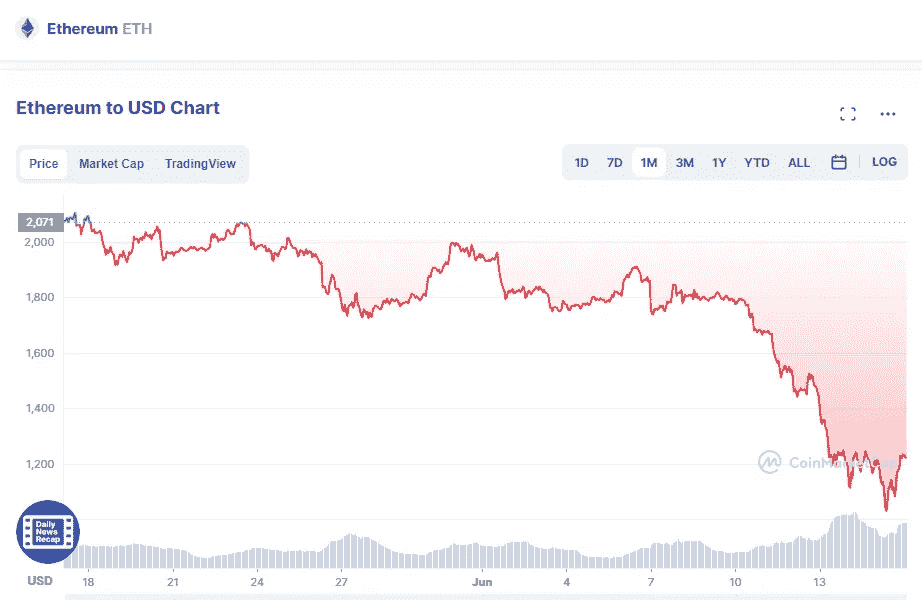 Ethereum ETH
Ethereum to USD Chart
Price Market Cap TradingView
1D 7D 1M 3M 1Y YTD ALL LOG
2,071
2,000
1800
1,600
1,400
1,200
CoinMarketCap
Daily
News
Recap
USD 18 21 24 27 Jun 4 7 10 13